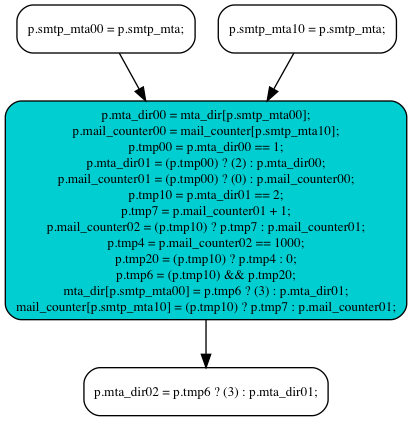 p.smtp_mta00 = p.smtp_mta;
p.smtp_mta10 = p.smtp_mta;
p.mta_dir00 = mta_dir[p.smtp_mta00];
p.mail_counter00 = mail_counter[p.smtp_mta10];
p.tmp00 = p.mta_dir00 == 1;
p.mta_dir01 = (p.tmp00) ? (2) : p.mta_dir00;
p.mail_counter01 = (p.tmp00) ? (0) : p.mail_counter00;
p.tmp10 = p.mta_dir01 == 2;
p.tmp7 = p.mail_counter01 + 1;
p.mail_counter02 = (p.tmp10) ? p.tmp7 : p.mail_counter01;
p.tmp4 = p.mail_counter02 == 1000;
p.tmp20 = (p.tmp10) ? p.tmp4 : 0;
p.tmp6 = (p.tmp10) && p.tmp20;
mta_dir[p.smtp_mta00] = p.tmp6 ? (3) : p.mta_dir01;
mail_counter[p.smtp_mta10] = (p.tmp10) ? p.tmp7 : p.mail_counter01;
p.mta_dir02 = p.tmp6 ? (3) : p.mta_dir01;